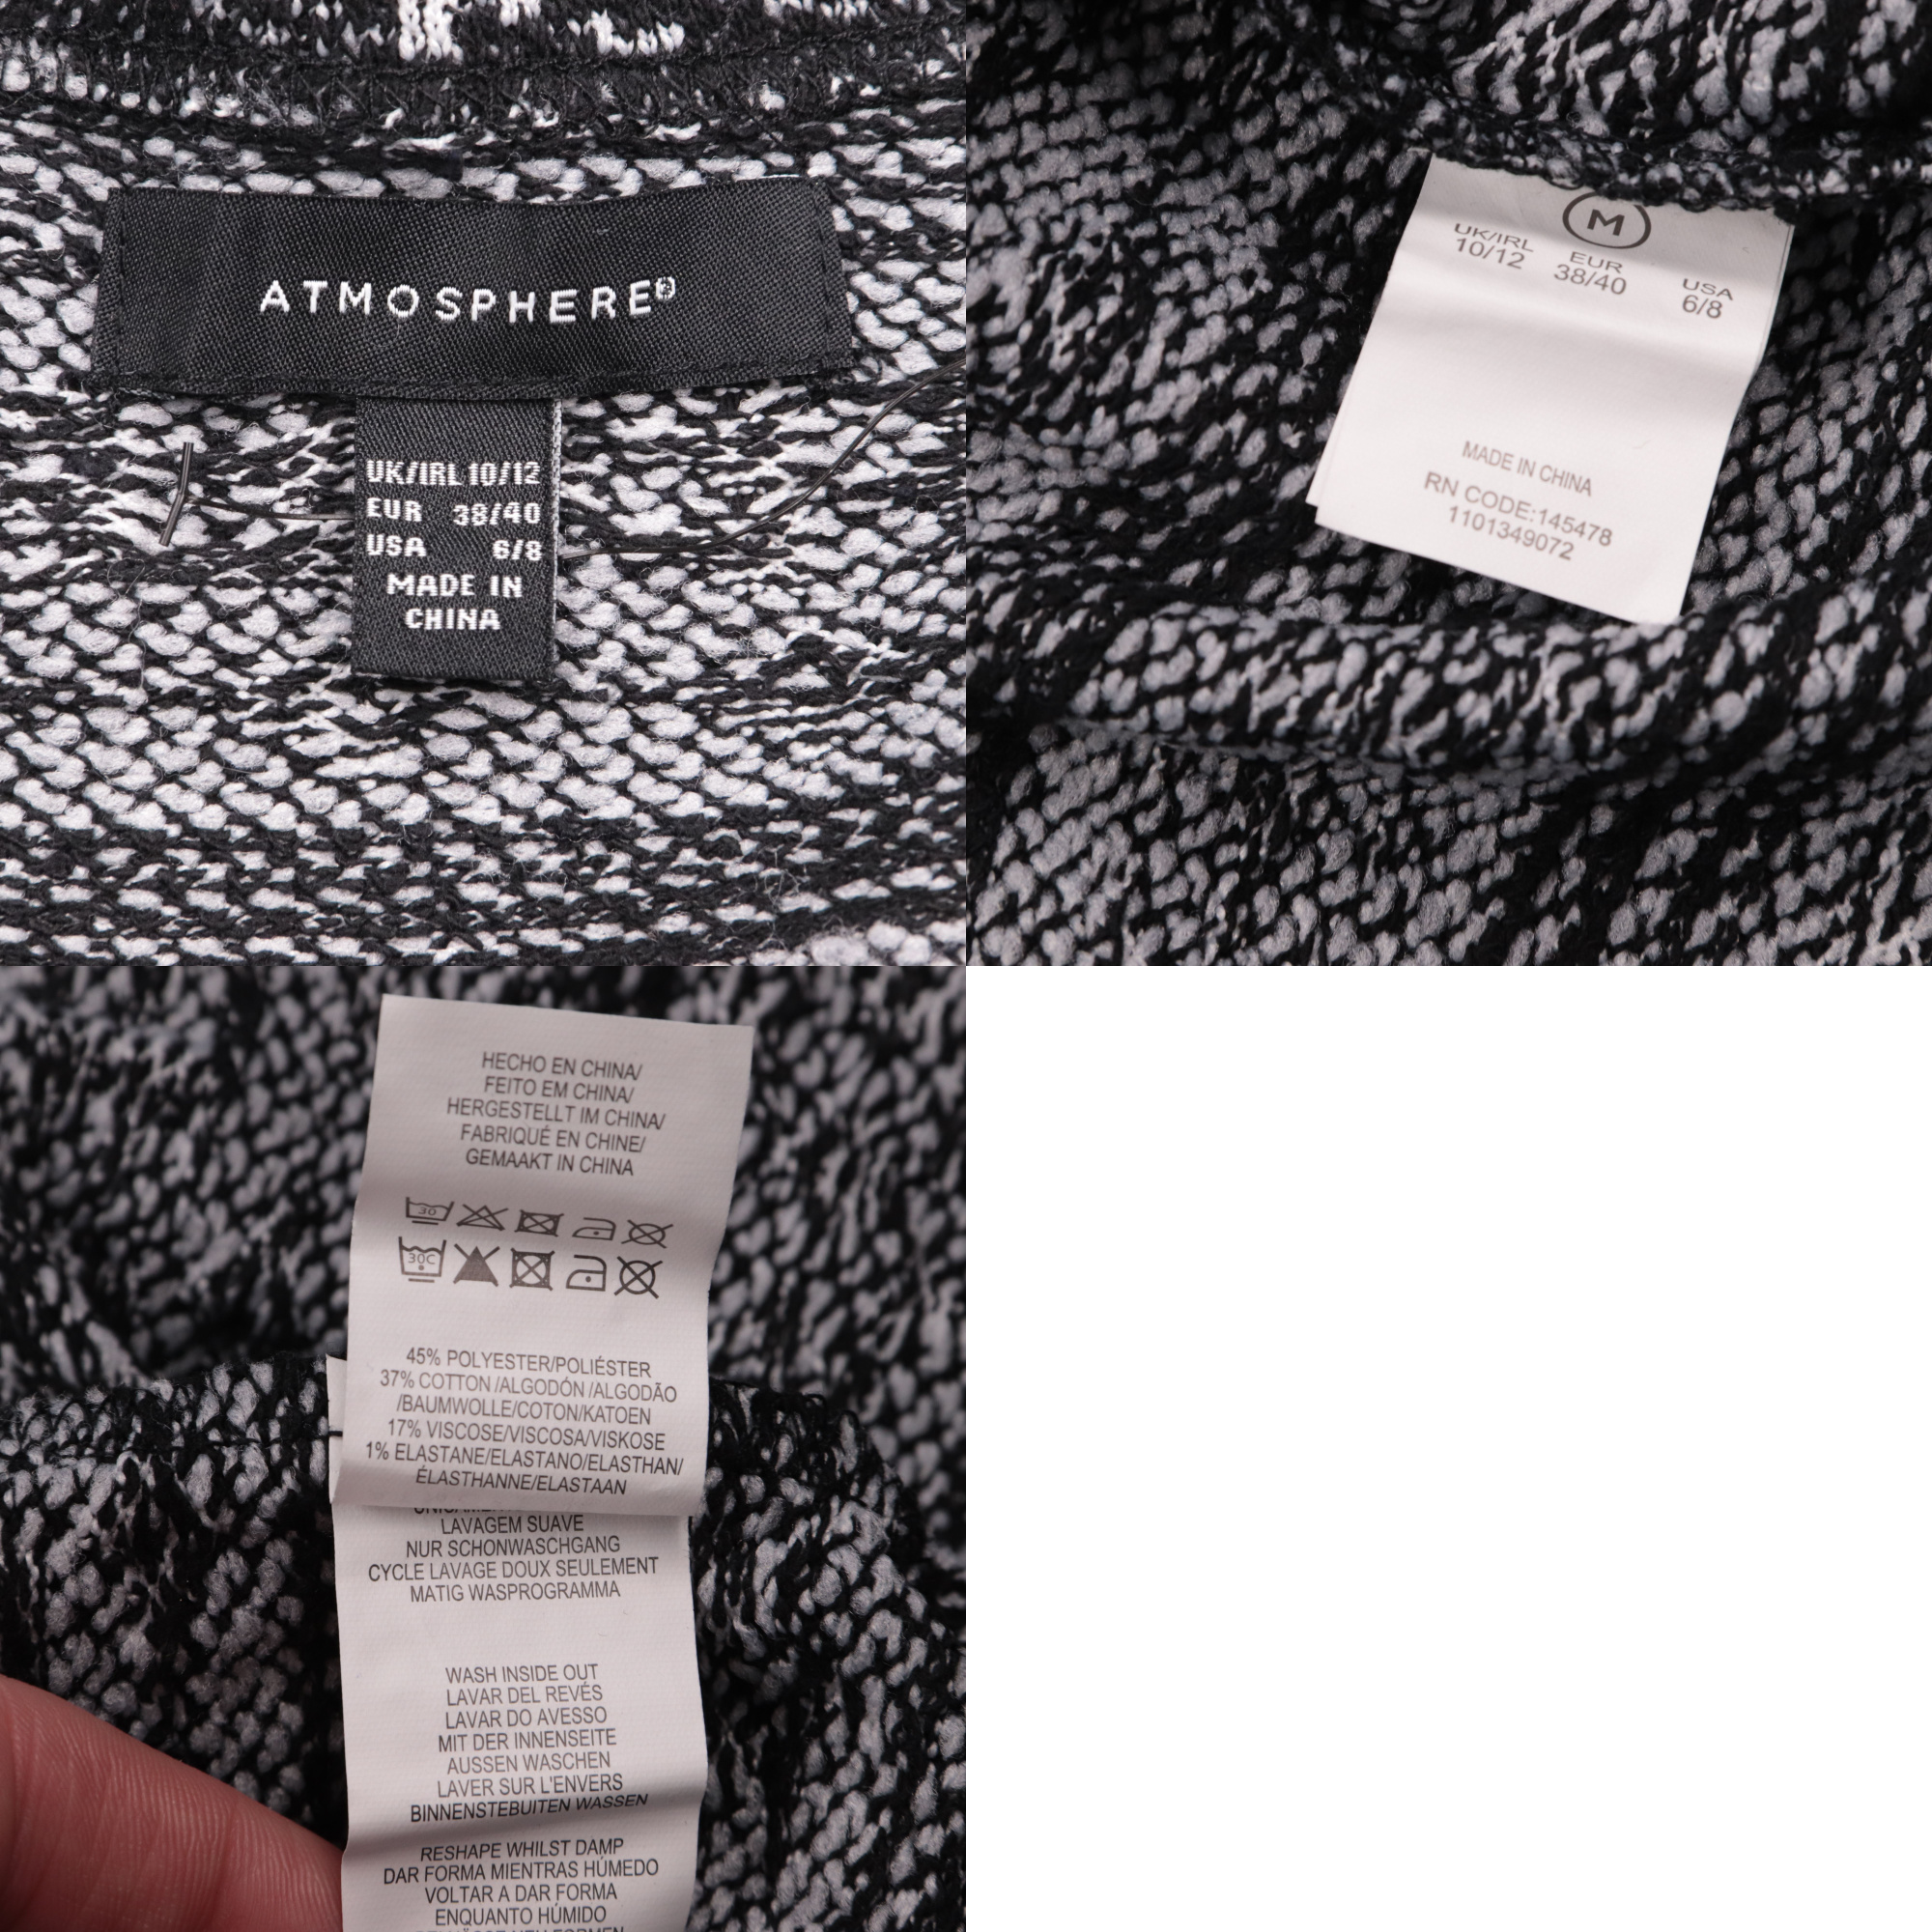 ATMOSPHERE®
UK/IRL 10/12
EUR 38/40
USA 6/8
MADE IN
CHINA
M
UK/IRL EUR USA
10/12 38/40 6/8
MADE IN CHINA
RN CODE:145478
1101349072
HECHO EN CHINA/
FEITO EM CHINA/
HERGESTELLT IM CHINA/
FABRIQUÉ EN CHINE/
GEMAAKT IN CHINA
30
30C
45% POLYESTER/POLIÉSTER
37% COTTON /ALGODÓN /ALGODÃO
/BAUMWOLLE/COTON/KATOEN
17% VISCOSE/VISCOSA/VISKOSE
1% ELASTANE/ELASTANO/ELASTHAN/
ÉLASTHANNE/ELASTAAN
LAVAGEM SUAVE
NUR SCHONWASCHGANG
CYCLE LAVAGE DOUX SEULEMENT
MATIG WASPROGRAMMA
WASH INSIDE OUT
LAVAR DEL REVÉS
LAVAR DO AVESSO
MIT DER INNENSEITE
AUSSEN WASCHEN
LAVER SUR L'ENVERS
BINNENSTEBUITEN WASSEN
RESHAPE WHILST DAMP
DAR FORMA MIENTRAS HÚMEDO
VOLTAR A DAR FORMA
ENQUANTO HÚMIDO